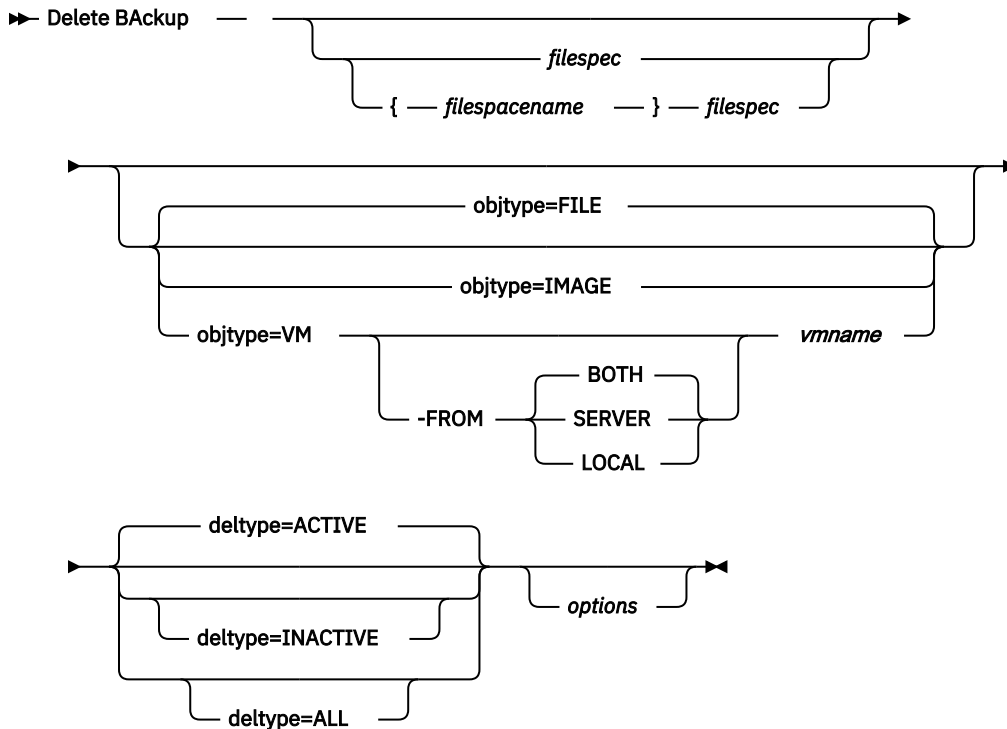 Delete BAckup
filespec
{ filespacename } filespec
objtype=FILE
objtype=IMAGE
objtype=VM
vmname
BOTH
-FROM SERVER
LOCAL
deltype=ACTIVE
options
deltype=INACTIVE
deltype=ALL